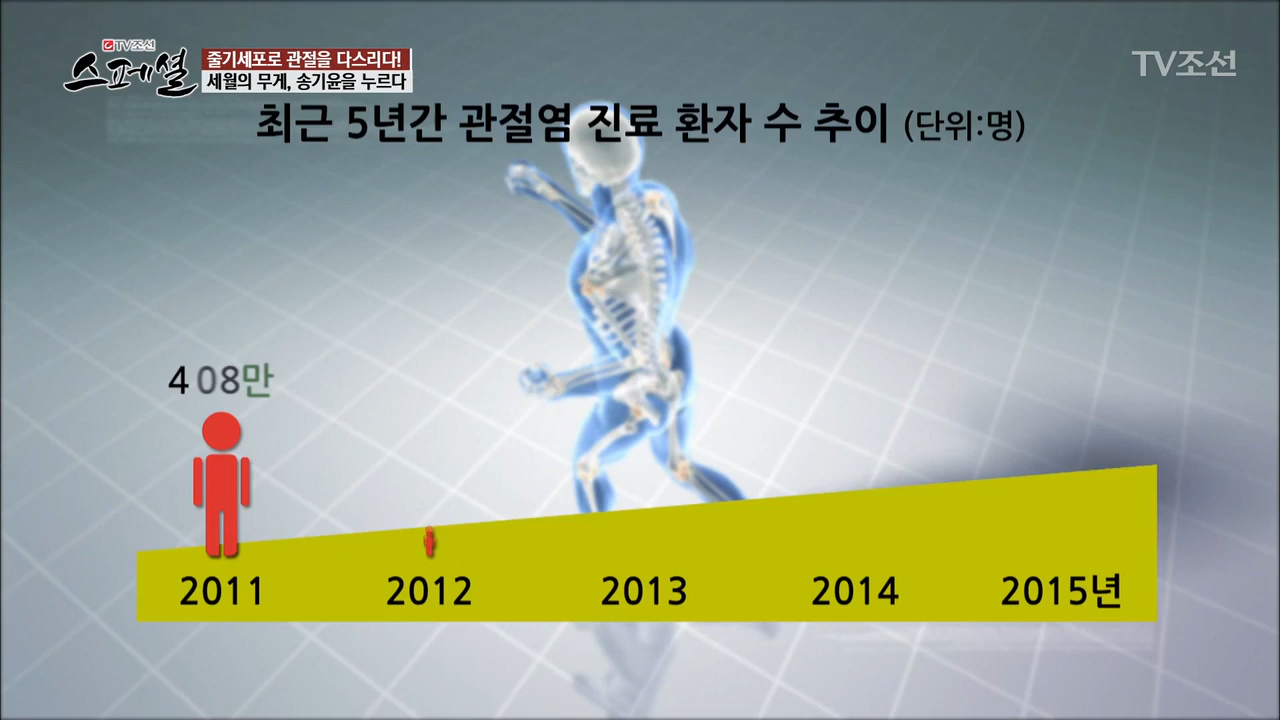 TV조선
스페셜
줄기세포로 관절을 다스리다!
세월의 무게, 송기윤을 누르다
TV조선
최근 5년간 관절염 진료 환자 수 추이 (단위:명)
408만
2011 2012 2013 2014 2015년